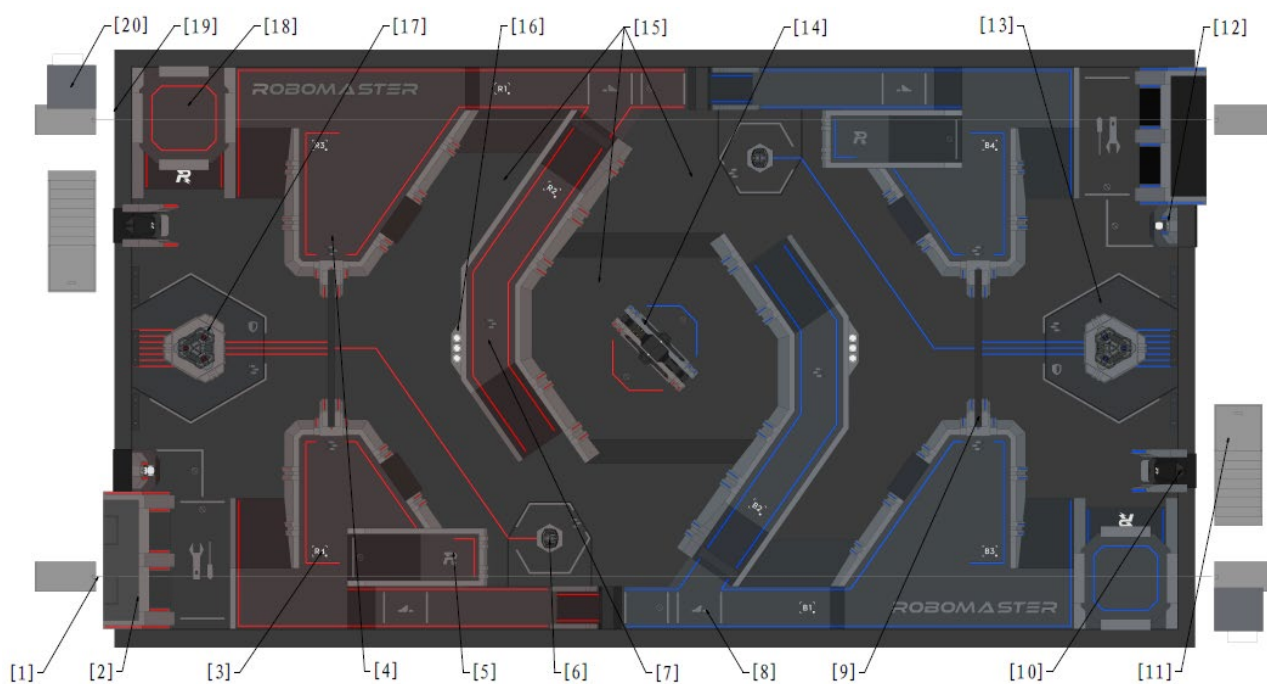 [20] [19] [18] [17] [16] [15] [14] [13] [12]
ROBOMASTER R1
R3 B4
R2
B2
R1 B3
B1 ROBOMASTER
[1] [2] [3] [4] [5] [6] [7] [8] [9] [10] [11]